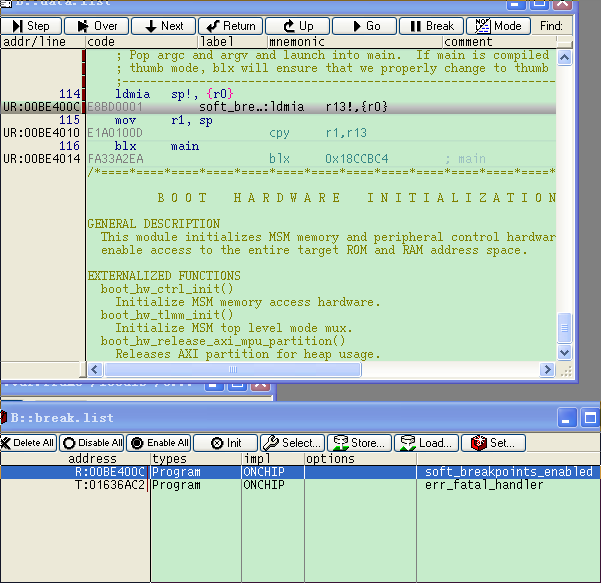 B::data.list
Step Over Next Return Up Go Break Mode Find:
addr/line code label mnemonic comment
; Pop argc and argv and launch into main.  If main is compiled
; thumb mode, blx will ensure that we properly change to thumb
;----------------------------------------------------------------
114 ldmia sp!, {r0}
UR:00BE400C E8BD0001 soft_bre..:ldmia r13!,{r0}
115 mov r1, sp
UR:00BE4010 E1A0100D cpy r1,r13
116 blx main
UR:00BE4014 FA33A2EA blx 0x18CCBC4 ; main
/*====*====*====*====*====*====*====*====*====*====*====*====*====*
B O O T   H A R D W A R E   I N I T I A L I Z A T I O N
GENERAL DESCRIPTION
This module initializes MSM memory and peripheral control hardwar
enable access to the entire target ROM and RAM address space.
EXTERNALIZED FUNCTIONS
boot_hw_ctrl_init()
Initialize MSM memory access hardware.
boot_hw_tlmm_init()
Initialize MSM top level mode mux.
boot_hw_release_axi_mpu_partition()
Releases AXI partition for heap usage.
B::break.list
Delete All Disable All Enable All Init Select... Store... Load... Set...
address types impl options
R:00BE400C Program ONCHIP soft_breakpoints_enabled
T:01636AC2 Program ONCHIP err_fatal_handler